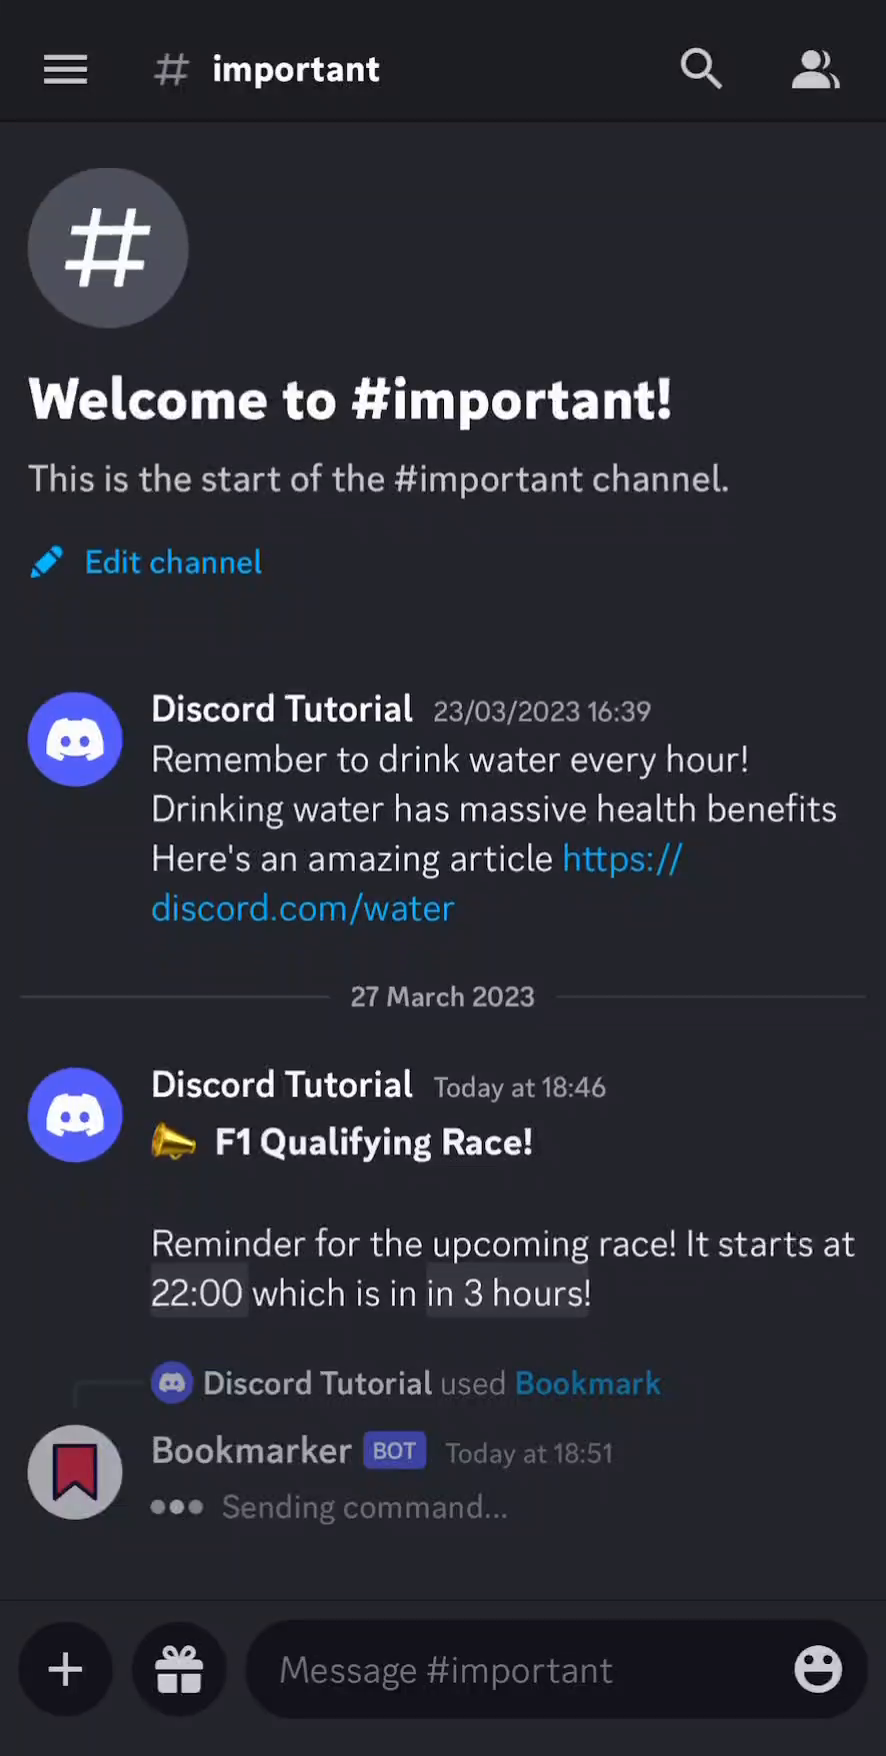 # important
#
Welcome to #important!
This is the start of the #important channel.
Edit channel
Discord Tutorial 23/03/2023 16:39
Remember to drink water every hour!
Drinking water has massive health benefits
Here's an amazing article https://
discord.com/water
27 March 2023
Discord Tutorial Today at 18:46
F1 Qualifying Race!
Reminder for the upcoming race! It starts at
22:00 which is in in 3 hours!
Discord Tutorial used Bookmark
Bookmarker BOT Today at 18:51
Sending command...
Message #important